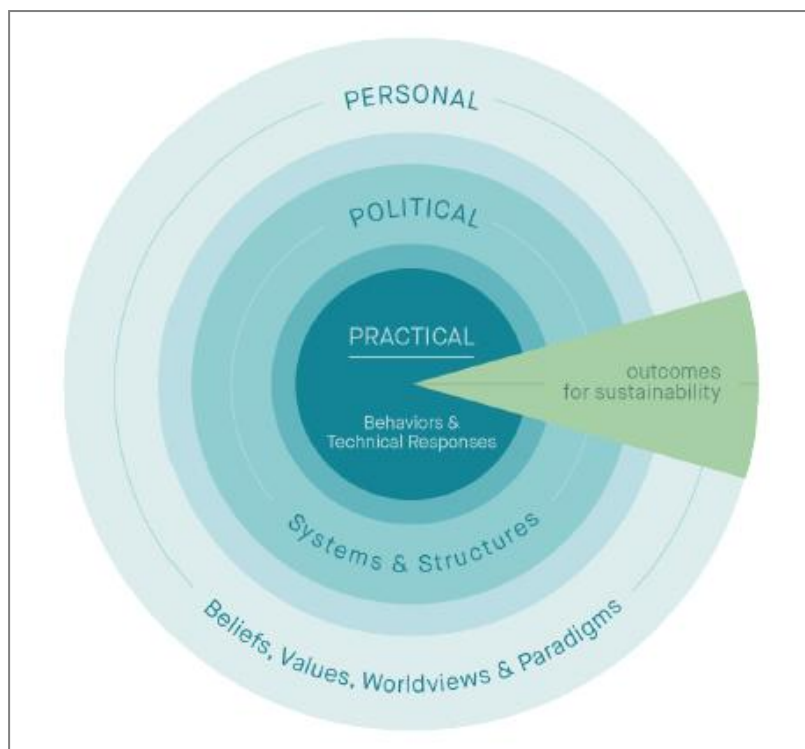 PERSONAL
POLITICAL
PRACTICAL
outcomes
for sustainability
Behaviors &
Technical Responses
Systems & Structures
Beliefs, Values, Worldviews & Paradigms